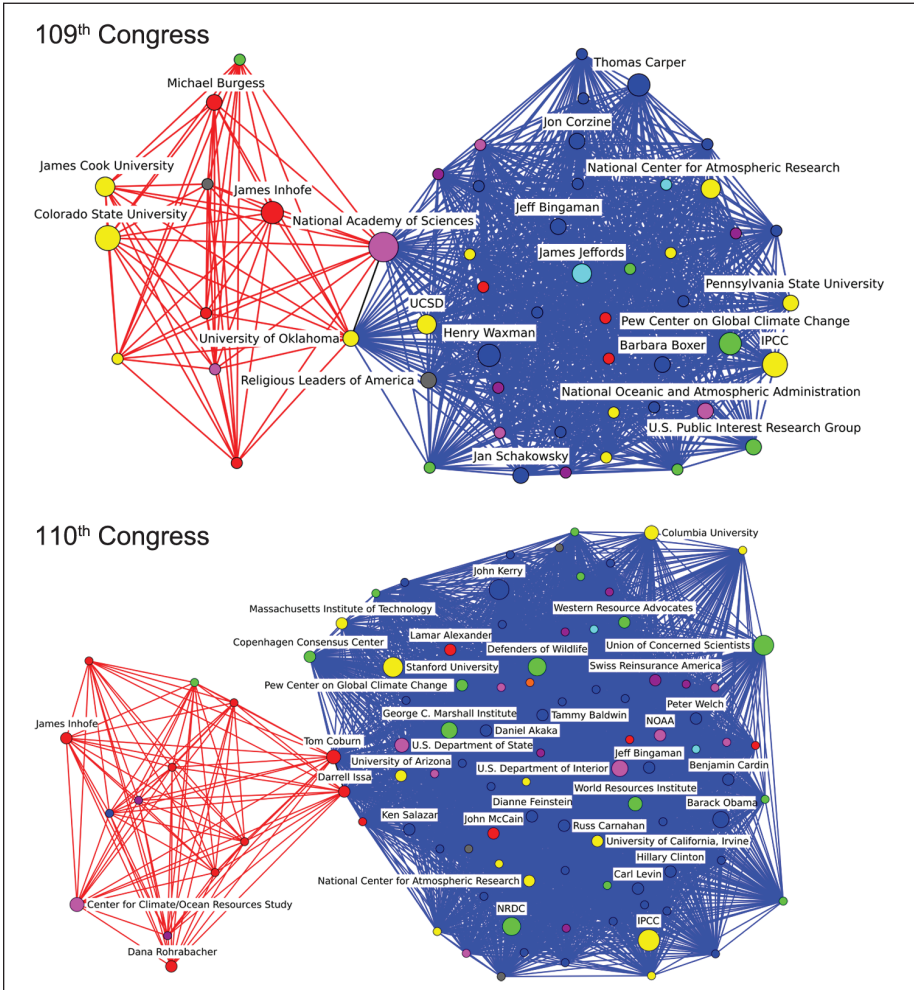 109th Congress
Michael Burgess
Thomas Carper
Jon Corzine
James Cook University
National Center for Atmospheric Research
James Inhofe
Colorado State University
National Academy of Sciences
Jeff Bingaman
James Jeffords
Pennsylvania State University
UCSD
Pew Center on Global Climate Change
University of Oklahoma
Henry Waxman
Barbara Boxer
IPCC
Religious Leaders of America
National Oceanic and Atmospheric Administration
U.S. Public Interest Research Group
Jan Schakowsky
110th Congress
Columbia University
John Kerry
Massachusetts Institute of Technology
Western Resource Advocates
Lamar Alexander
Copenhagen Consensus Center
Defenders of Wildlife
Union of Concerned Scientists
Stanford University
Swiss Reinsurance America
Pew Center on Global Climate Change
Peter Welch
George C. Marshall Institute
Tammy Baldwin
NOAA
James Inhofe
Daniel Akaka
Tom Coburn
U.S. Department of State
Jeff Bingaman
University of Arizona
U.S. Department of Interior
Benjamin Cardin
Darrell Issa
World Resources Institute
Dianne Feinstein
Barack Obama
Ken Salazar
John McCain
Russ Carnahan
University of California, Irvine
Hillary Clinton
National Center for Atmospheric Research
Carl Levin
Center for Climate/Ocean Resources Study
NRDC
IPCC
Dana Rohrabacher